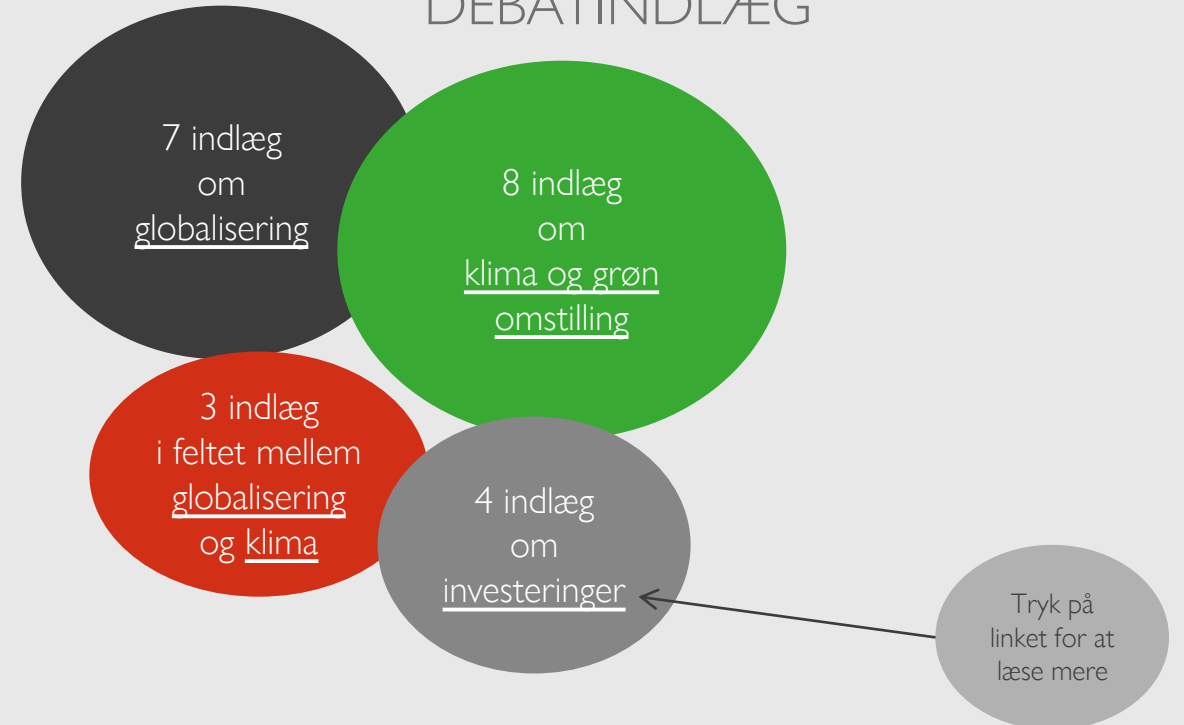 DEBATINDLÆG
7 indlæg
om
globalisering
8 indlæg
om
klima og grøn
omstilling
3 indlæg
i feltet mellem
globalisering
og klima
4 indlæg
om
investeringer
Tryk på
linket for at
læse mere